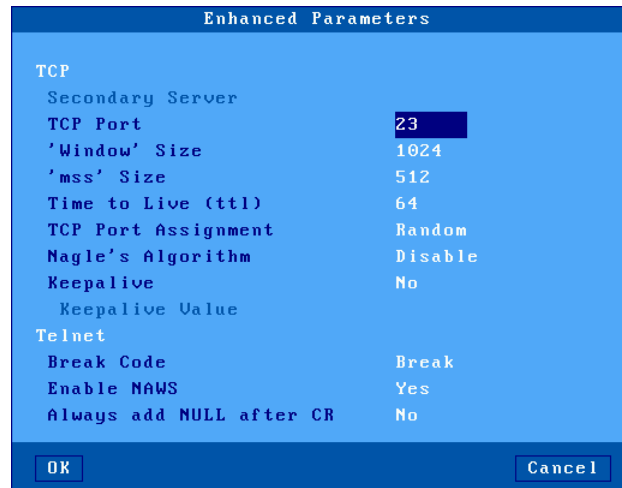 Enhanced Parameters
TCP
Secondary Server
TCP Port 23
'Window' Size 1024
'mss' Size 512
Time to Live (ttl) 64
TCP Port Assignment Random
Nagle's Algorithm Disable
Keepalive No
Keepalive Value
Telnet
Break Code Break
Enable NAWS Yes
Always add NULL after CR No
OK Cancel